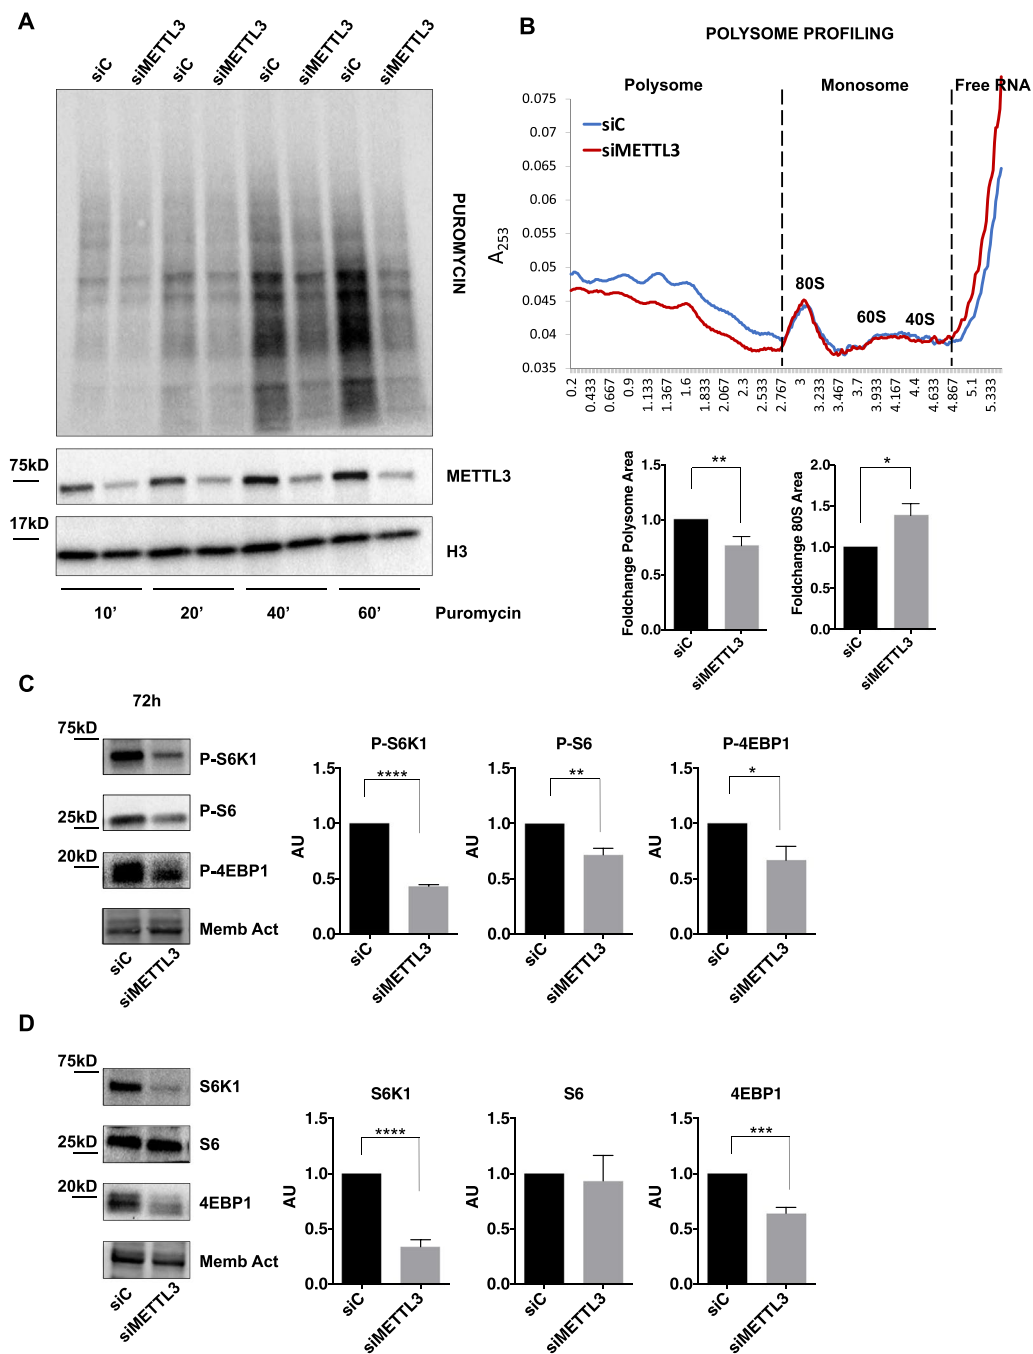 A
siC
siMETTL3
siC
siMETTL3
siC
siMETTL3
siC
siMETTL3
PUROMYCIN
75kD
METTL3
17kD
H3
10’
20’
40’
60’
Puromycin
B
POLYSOME PROFILING
Polysome
Monosome
Free RNA
siC
siMETTL3
80S
60S
40S
A253
0.075
0.07
0.065
0.06
0.055
0.05
0.045
0.04
0.035
0.2
0.433
0.667
0.9
1.133
1.367
1.6
1.833
2.067
2.3
2.533
2.767
3
3.233
3.467
3.7
3.933
4.167
4.4
4.633
4.867
5.1
5.333
Foldchange Polysome Area
1.5
1.0
0.5
0.0
**
siC
siMETTL3
Foldchange 80S Area
2.0
1.5
1.0
0.5
0.0
*
siC
siMETTL3
C
72h
75kD
P-S6K1
25kD
P-S6
20kD
P-4EBP1
Memb Act
siC
siMETTL3
P-S6K1
AU
1.5
1.0
0.5
0.0
****
siC
siMETTL3
P-S6
AU
1.5
1.0
0.5
0.0
**
siC
siMETTL3
P-4EBP1
AU
1.5
1.0
0.5
0.0
*
siC
siMETTL3
D
75kD
S6K1
25kD
S6
20kD
4EBP1
Memb Act
siC
siMETTL3
S6K1
AU
1.5
1.0
0.5
0.0
****
siC
siMETTL3
S6
AU
1.5
1.0
0.5
0.0
siC
siMETTL3
4EBP1
AU
1.5
1.0
0.5
0.0
***
siC
siMETTL3